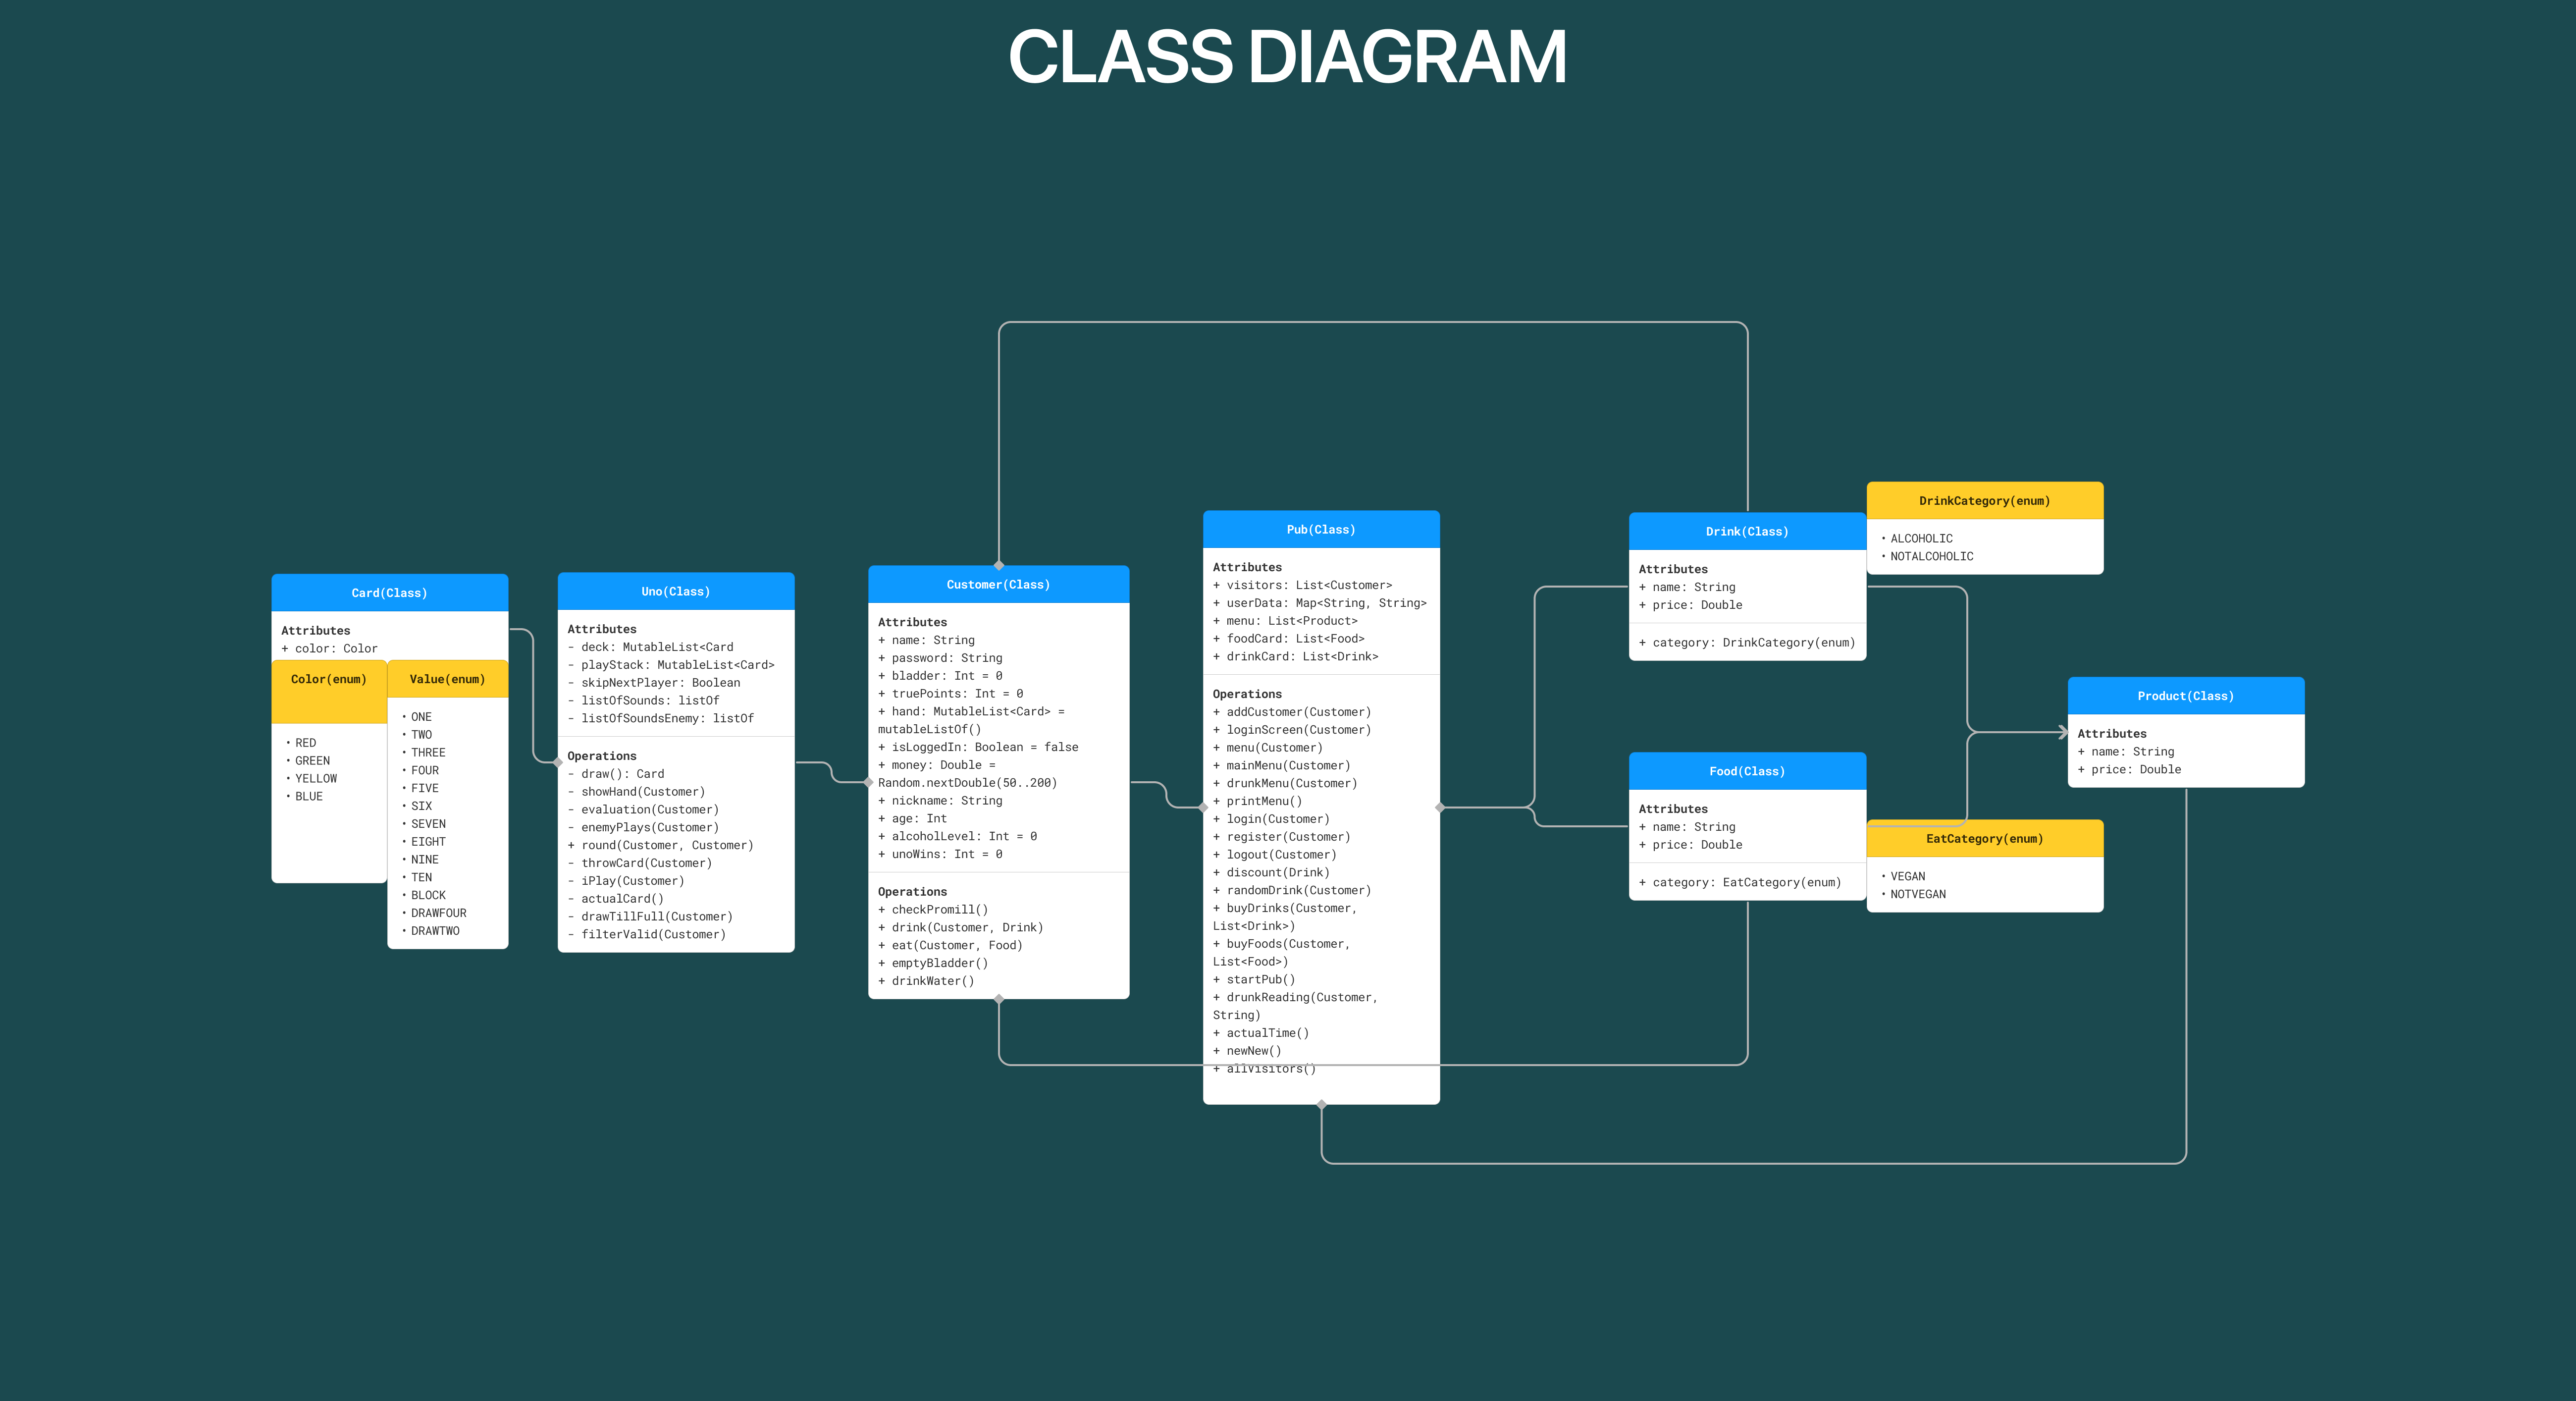 CLASS DIAGRAM
Card(Class)
Attributes
+ color: Color
Color(enum)
• RED
• GREEN
• YELLOW
• BLUE
Value(enum)
• ONE
• TWO
• THREE
• FOUR
• FIVE
• SIX
• SEVEN
• EIGHT
• NINE
• TEN
• BLOCK
• DRAWFOUR
• DRAWTWO
Uno(Class)
Attributes
- deck: MutableList<Card
- playStack: MutableList<Card>
- skipNextPlayer: Boolean
- listOfSounds: listOf
- listOfSoundsEnemy: listOf
Operations
- draw(): Card
- showHand(Customer)
- evaluation(Customer)
- enemyPlays(Customer)
+ round(Customer, Customer)
- throwCard(Customer)
- iPlay(Customer)
- actualCard()
- drawTillFull(Customer)
- filterValid(Customer)
Customer(Class)
Attributes
+ name: String
+ password: String
+ bladder: Int = 0
+ truePoints: Int = 0
+ hand: MutableList<Card> =
mutableListOf()
+ isLoggedIn: Boolean = false
+ money: Double =
Random.nextDouble(50..200)
+ nickname: String
+ age: Int
+ alcoholLevel: Int = 0
+ unoWins: Int = 0
Operations
+ checkPromill()
+ drink(Customer, Drink)
+ eat(Customer, Food)
+ emptyBladder()
+ drinkWater()
Pub(Class)
Attributes
+ visitors: List<Customer>
+ userData: Map<String, String>
+ menu: List<Product>
+ foodCard: List<Food>
+ drinkCard: List<Drink>
Operations
+ addCustomer(Customer)
+ loginScreen(Customer)
+ menu(Customer)
+ mainMenu(Customer)
+ drunkMenu(Customer)
+ printMenu()
+ login(Customer)
+ register(Customer)
+ logout(Customer)
+ discount(Drink)
+ randomDrink(Customer)
+ buyDrinks(Customer,
List<Drink>)
+ buyFoods(Customer,
List<Food>)
+ startPub()
+ drunkReading(Customer,
String)
+ actualTime()
+ newNew()
+ allVisitors()
Drink(Class)
Attributes
+ name: String
+ price: Double
+ category: DrinkCategory(enum)
DrinkCategory(enum)
• ALCOHOLIC
• NOTALCOHOLIC
Food(Class)
Attributes
+ name: String
+ price: Double
+ category: EatCategory(enum)
EatCategory(enum)
• VEGAN
• NOTVEGAN
Product(Class)
Attributes
+ name: String
+ price: Double